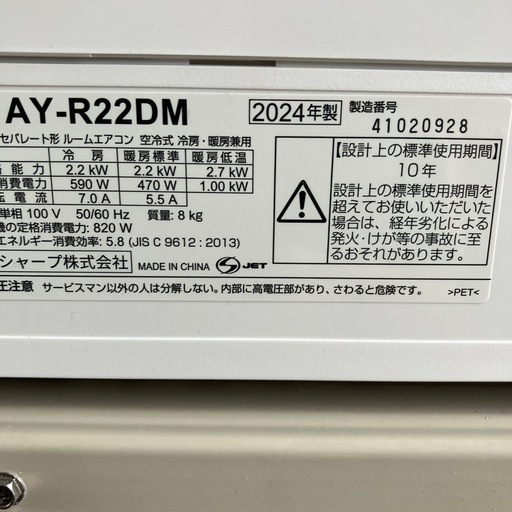 AY-R22DM 2024年製 製造番号 41020928
セパレート形 ルームエアコン 空冷式 冷房・暖房兼用
冷房 暖房標準 暖房低温
能力 2.2 kW 2.2 kW 2.7 kW
消費電力 590 W 470 W 1.00 kW
電流 7.0 A 5.5 A
単相 100 V 50/60 Hz 質量:8 kg
機の定格消費電力:820 W
エネルギー消費効率:5.8 (JIS C 9612:2013)
シャープ株式会社 MADE IN CHINA S JET
注意 サービスマン以外の人は分解しない。内部に高電圧部があり、さわると危険です。
【設計上の標準使用期間】
10年
設計上の標準使用期間を
超えてお使いいただいた
場合は、経年劣化による
発火・けが等の事故に至
るおそれがあります。
>PET<